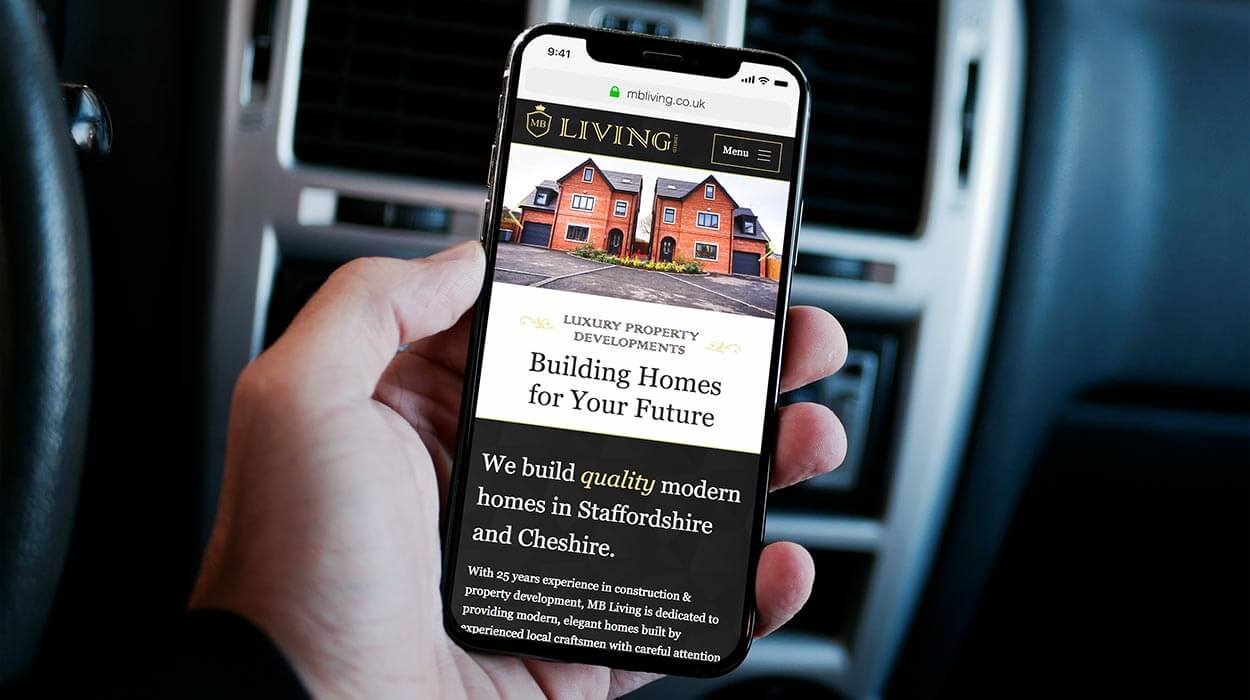 9:41
mbliving.co.uk
MB
LIVING
LIMITED
Menu
LUXURY PROPERTY
DEVELOPMENTS
Building Homes
for Your Future
We build quality modern
homes in Staffordshire
and Cheshire.
With 25 years experience in construction &
property development, MB Living is dedicated to
providing modern, elegant homes built by
experienced local craftsmen with careful attention